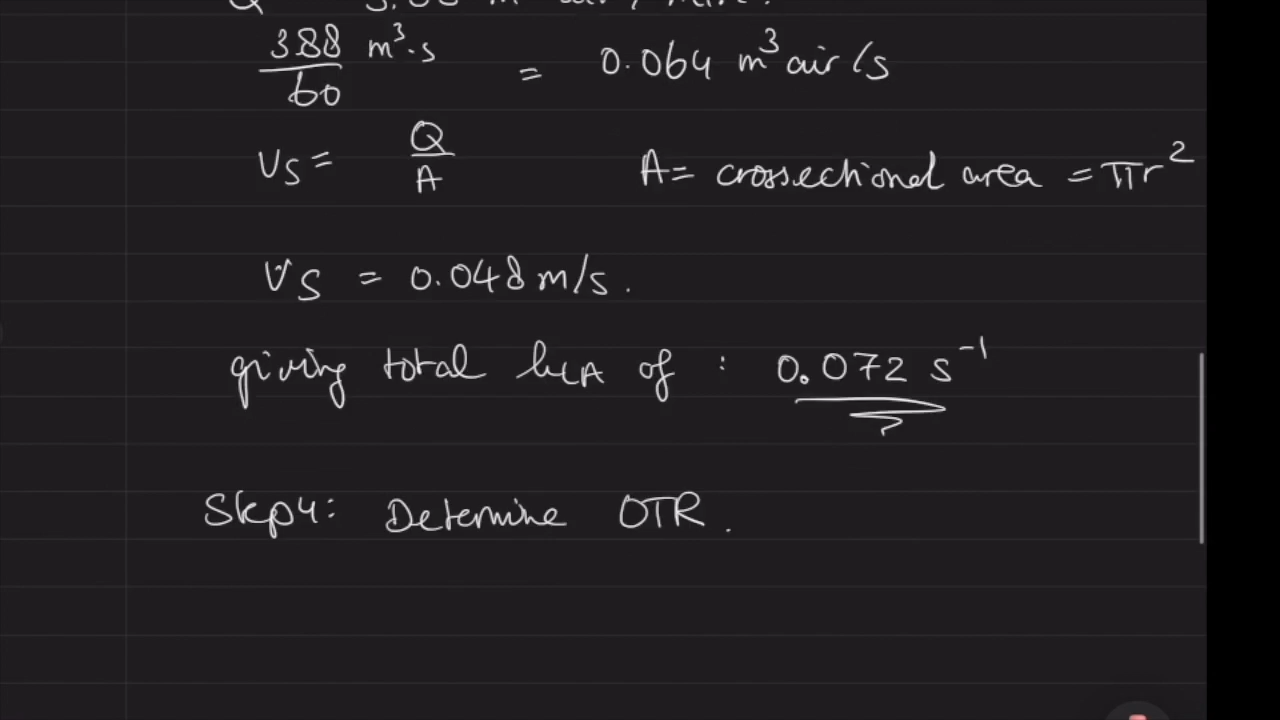 388 m³·s
60
= 0.064 m³ air/s
Vs = Q
A
A = crossectional area = πr²
Vs = 0.048 m/s.
giving total kLA of : 0.072 s⁻¹
Step4: Determine OTR.